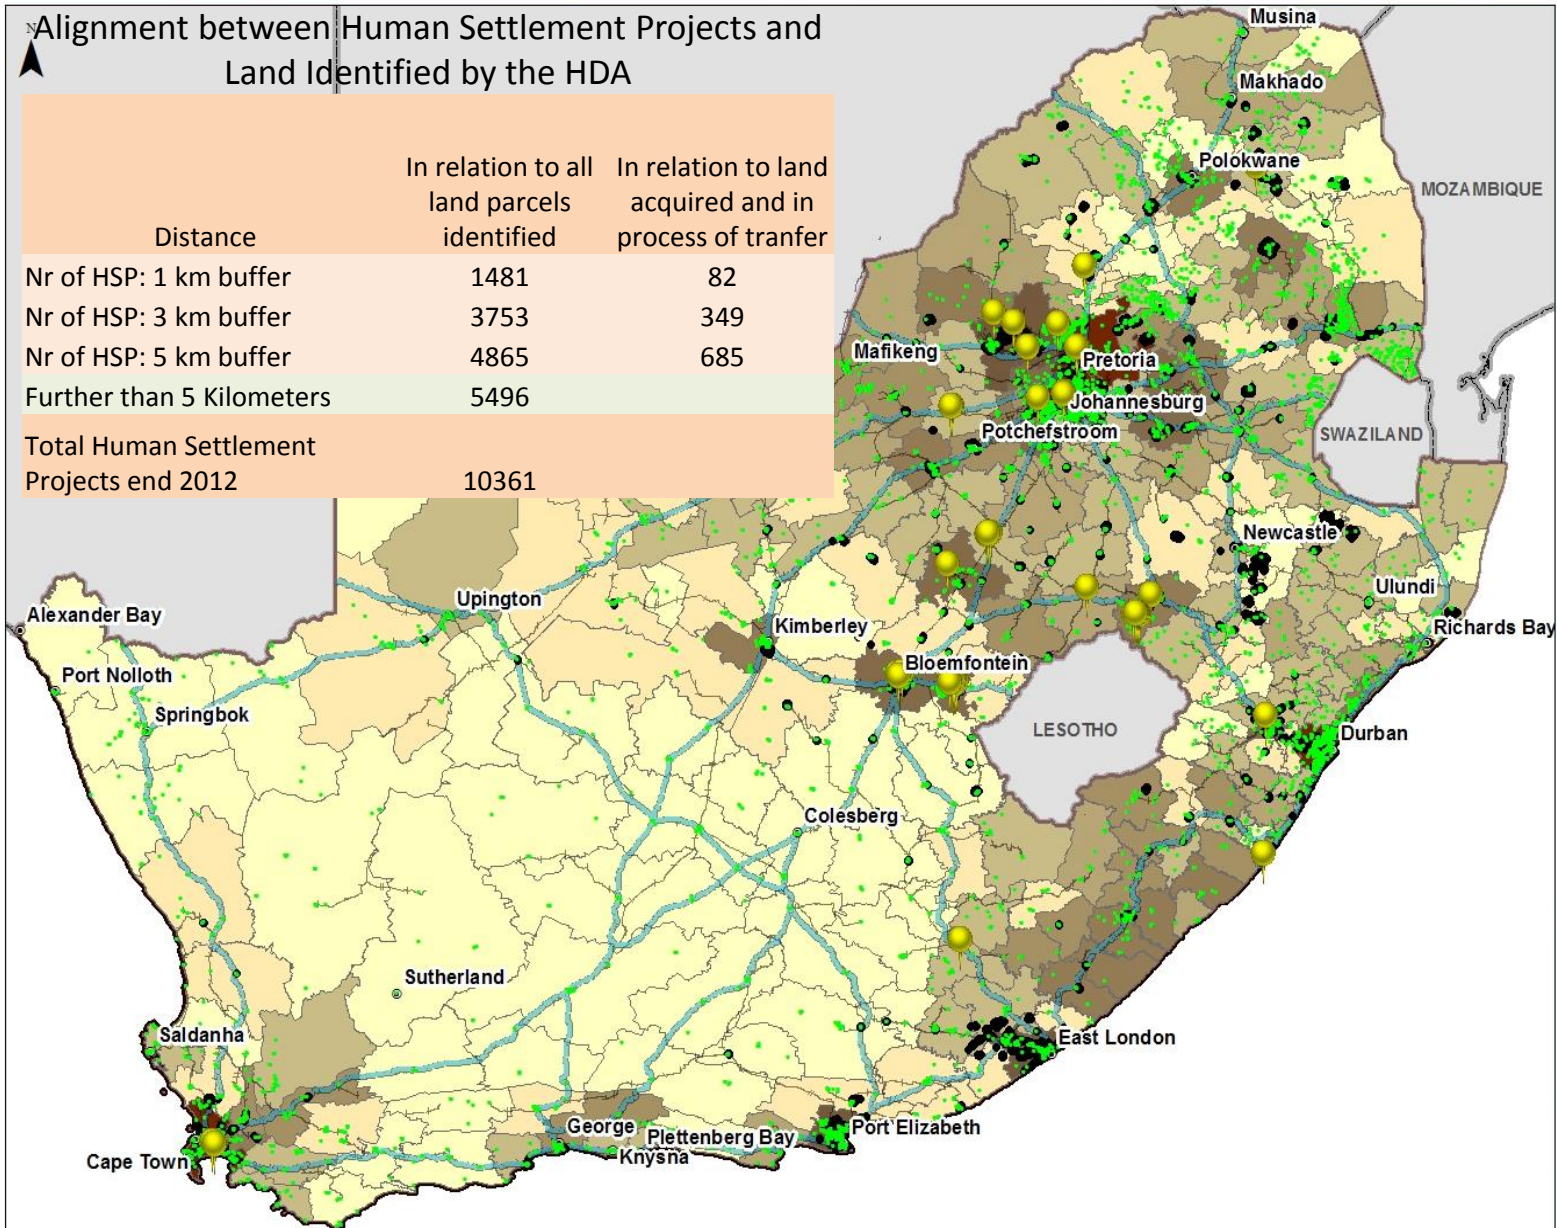 N
Alignment between Human Settlement Projects and
Land Identified by the HDA
Distance
In relation to all
land parcels
identified
In relation to land
acquired and in
process of tranfer
Nr of HSP: 1 km buffer 1481 82
Nr of HSP: 3 km buffer 3753 349
Nr of HSP: 5 km buffer 4865 685
Further than 5 Kilometers 5496
Total Human Settlement
Projects end 2012 10361
Musina
Makhado
Polokwane
MOZAMBIQUE
Mafikeng
Pretoria
Johannesburg
Potchefstroom
SWAZILAND
Newcastle
Ulundi
Richards Bay
Alexander Bay
Upington
Kimberley
Port Nolloth
Bloemfontein
Springbok
LESOTHO
Durban
Colesberg
Sutherland
Saldanha
East London
George
Plettenberg Bay
Port Elizabeth
Knysna
Cape Town